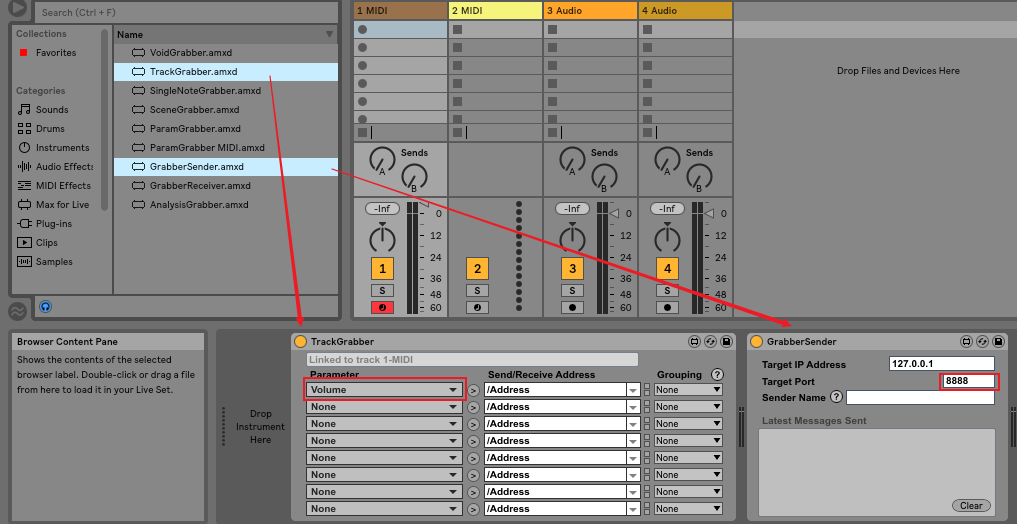 Search (Ctrl + F)
Collections
Favorites
Categories
Sounds
Drums
Instruments
Audio Effects
MIDI Effects
Max for Live
Plug-ins
Clips
Samples
Name
VoidGrabber.amxd
TrackGrabber.amxd
SingleNoteGrabber.amxd
SceneGrabber.amxd
ParamGrabber.amxd
ParamGrabber MIDI.amxd
GrabberSender.amxd
GrabberReceiver.amxd
AnalysisGrabber.amxd
1 MIDI
2 MIDI
3 Audio
4 Audio
Drop Files and Devices Here
Sends
A
B
Sends
A
B
Sends
A
B
-Inf
0
12
24
36
48
60
1
S
2
S
-Inf
0
12
24
36
48
60
3
S
-Inf
0
12
24
36
48
60
4
S
Browser Content Pane
Shows the contents of the selected
browser label. Double-click or drag a file
from here to load it in your Live Set.
Drop
Instrument
Here
TrackGrabber
Linked to track 1-MIDI
Parameter Send/Receive Address Grouping ?
Volume > /Address None
None > /Address None
None > /Address None
None > /Address None
None > /Address None
None > /Address None
None > /Address None
None > /Address None
GrabberSender
Target IP Address 127.0.0.1
Target Port 8888
Sender Name ?
Latest Messages Sent
Clear